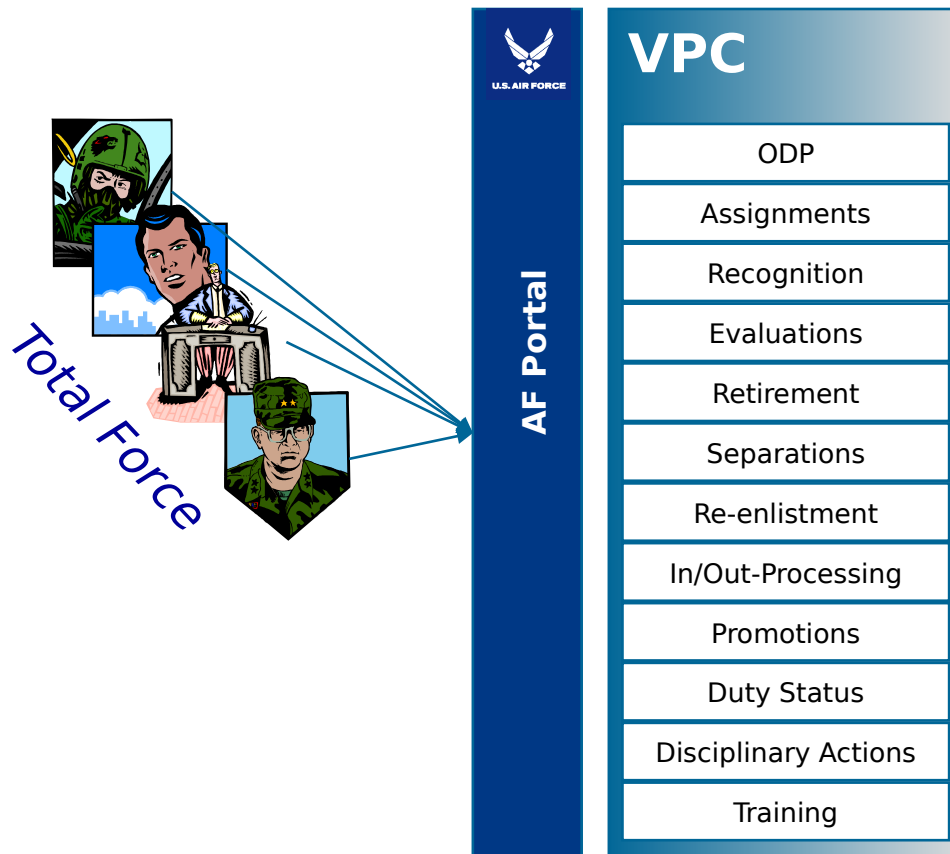 U.S. AIR FORCE
VPC
ODP
Assignments
Recognition
Evaluations
Retirement
Separations
Re-enlistment
In/Out-Processing
Promotions
Duty Status
Disciplinary Actions
Training
AF Portal
Total Force